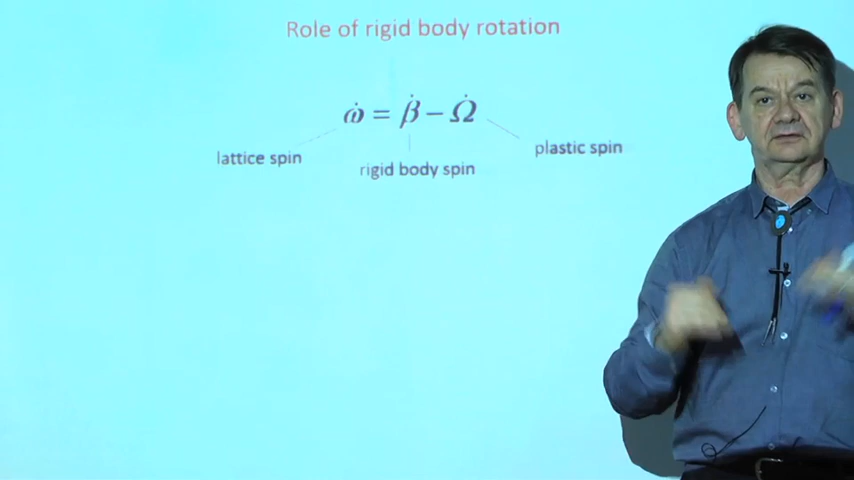 Role of rigid body rotation
ω̇ = β̇ − Ω̇
lattice spin
rigid body spin
plastic spin